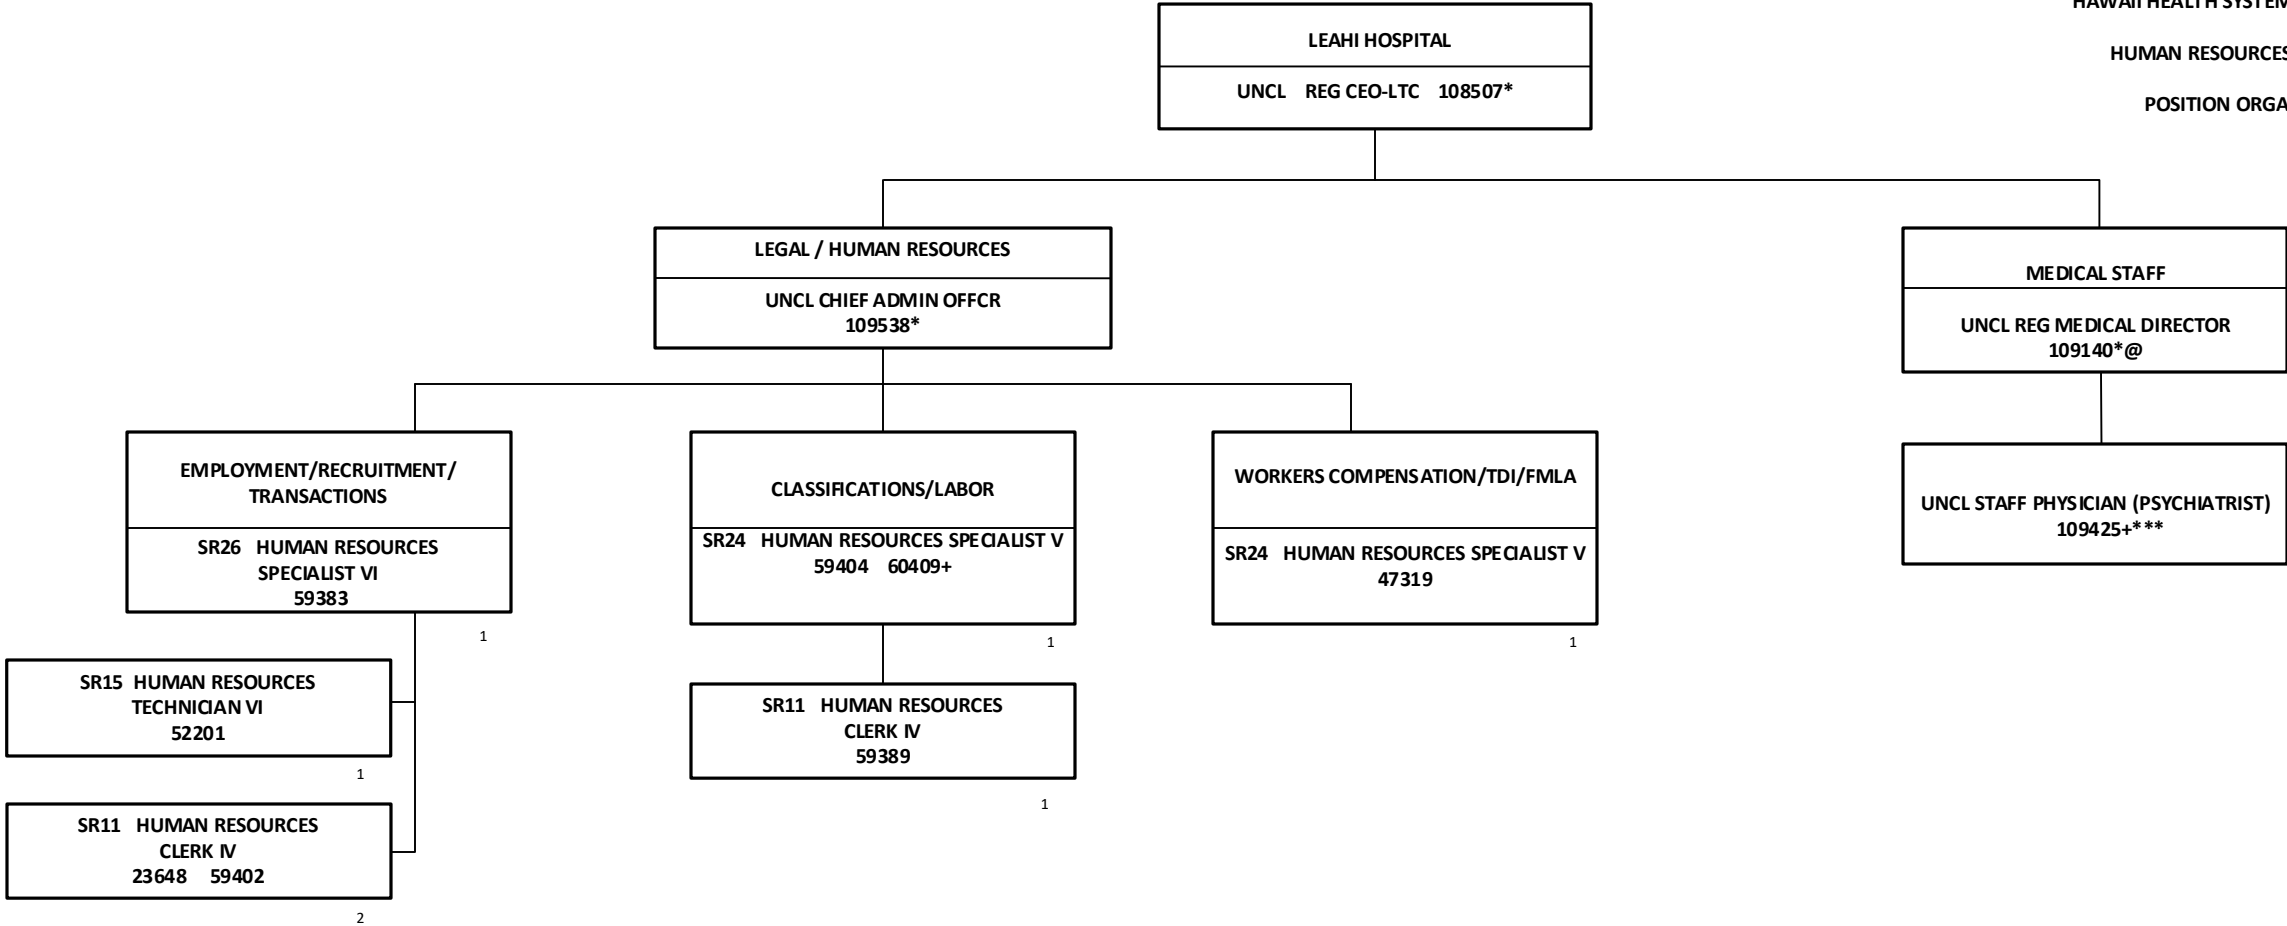 HAWAII HEALTH SYSTEM
HUMAN RESOURCES
POSITION ORGA
LEAHI HOSPITAL
UNCL REG CEO-LTC 108507*
LEGAL / HUMAN RESOURCES
UNCL CHIEF ADMIN OFFCR
109538*
MEDICAL STAFF
UNCL REG MEDICAL DIRECTOR
109140*@
EMPLOYMENT/RECRUITMENT/
TRANSACTIONS
SR26 HUMAN RESOURCES
SPECIALIST VI
59383
1
CLASSIFICATIONS/LABOR
SR24 HUMAN RESOURCES SPECIALIST V
59404 60409+
1
WORKERS COMPENSATION/TDI/FMLA
SR24 HUMAN RESOURCES SPECIALIST V
47319
1
UNCL STAFF PHYSICIAN (PSYCHIATRIST)
109425+***
SR15 HUMAN RESOURCES
TECHNICIAN VI
52201
1
SR11 HUMAN RESOURCES
CLERK IV
59389
1
SR11 HUMAN RESOURCES
CLERK IV
23648 59402
2